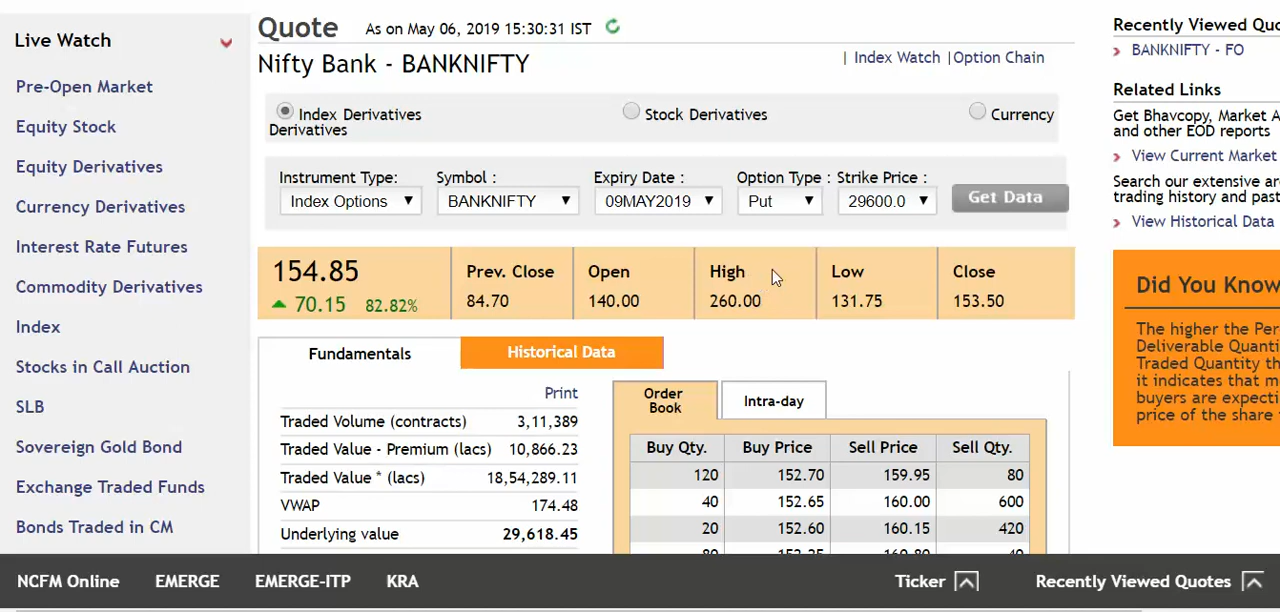 Live Watch
Pre-Open Market
Equity Stock
Equity Derivatives
Currency Derivatives
Interest Rate Futures
Commodity Derivatives
Index
Stocks in Call Auction
SLB
Sovereign Gold Bond
Exchange Traded Funds
Bonds Traded in CM
Quote As on May 06, 2019 15:30:31 IST
Nifty Bank - BANKNIFTY
| Index Watch |Option Chain
Index Derivatives Stock Derivatives Currency
Derivatives
Instrument Type: Symbol : Expiry Date : Option Type : Strike Price :
Index Options BANKNIFTY 09MAY2019 Put 29600.0 Get Data
154.85 Prev. Close Open High Low Close
70.15 82.82% 84.70 140.00 260.00 131.75 153.50
Fundamentals Historical Data
Print
Traded Volume (contracts) 3,11,389
Traded Value - Premium (lacs) 10,866.23
Traded Value * (lacs) 18,54,289.11
VWAP 174.48
Underlying value 29,618.45
Order
Book
Intra-day
Buy Qty. Buy Price Sell Price Sell Qty.
120 152.70 159.95 80
40 152.65 160.00 600
20 152.60 160.15 420
Recently Viewed Quo
BANKNIFTY - FO
Related Links
Get Bhavcopy, Market A
and other EOD reports
View Current Market
Search our extensive ar
trading history and past
View Historical Data
Did You Know
The higher the Per
Deliverable Quanti
Traded Quantity th
it indicates that m
buyers are expecti
price of the share
NCFM Online EMERGE EMERGE-ITP KRA Ticker Recently Viewed Quotes